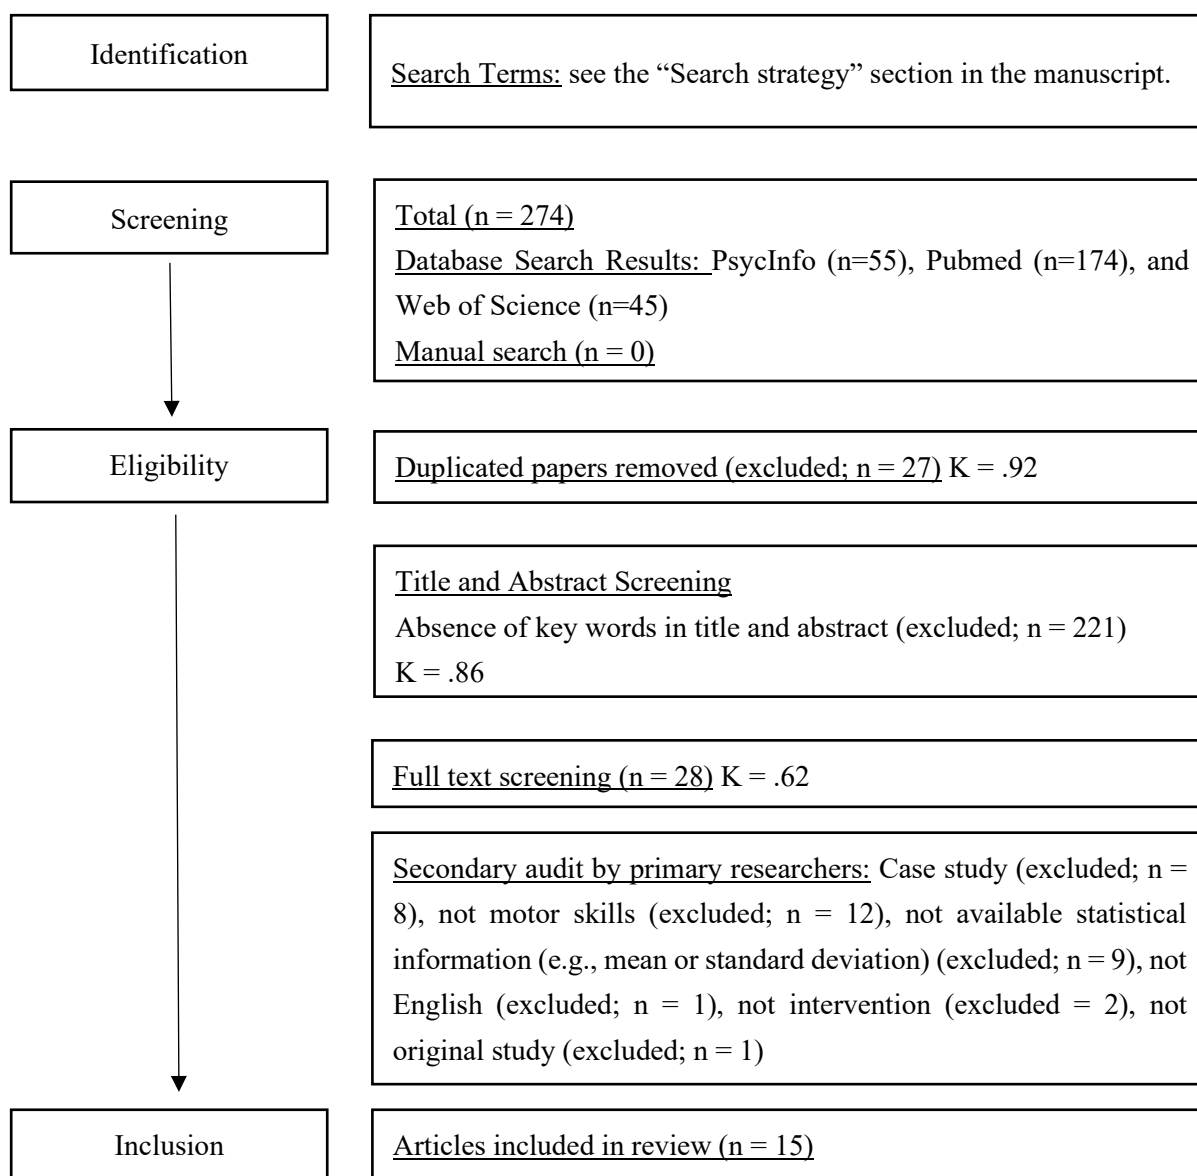 Identification
Search Terms: see the “Search strategy” section in the manuscript.
Screening
Total (n = 274)
Database Search Results: PsycInfo (n=55), Pubmed (n=174), and
Web of Science (n=45)
Manual search (n = 0)
Eligibility
Duplicated papers removed (excluded; n = 27) K = .92
Title and Abstract Screening
Absence of key words in title and abstract (excluded; n = 221)
K = .86
Full text screening (n = 28) K = .62
Secondary audit by primary researchers: Case study (excluded; n =
8), not motor skills (excluded; n = 12), not available statistical
information (e.g., mean or standard deviation) (excluded; n = 9), not
English (excluded; n = 1), not intervention (excluded = 2), not
original study (excluded; n = 1)
Inclusion
Articles included in review (n = 15)